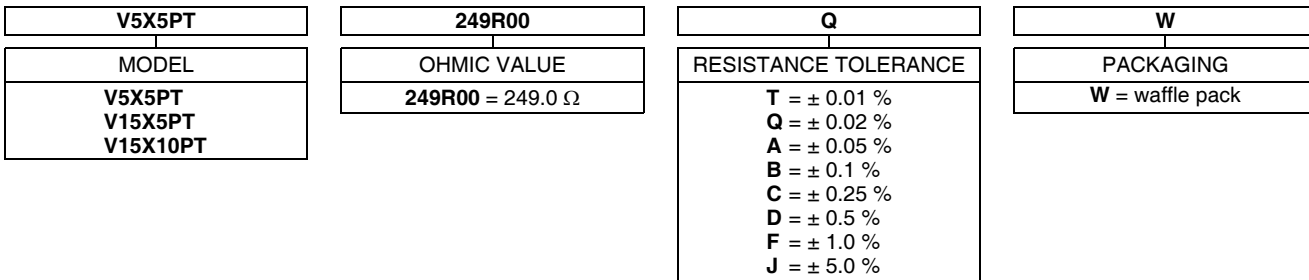 V5X5PT
249R00
Q
W
MODEL
V5X5PT
V15X5PT
V15X10PT
OHMIC VALUE
249R00 = 249.0 Ω
RESISTANCE TOLERANCE
T = ± 0.01 %
Q = ± 0.02 %
A = ± 0.05 %
B = ± 0.1 %
C = ± 0.25 %
D = ± 0.5 %
F = ± 1.0 %
J = ± 5.0 %
PACKAGING
W = waffle pack